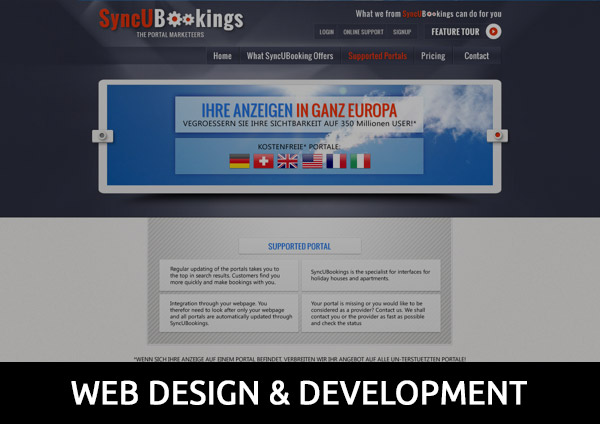 SyncUBookings
THE PORTAL MARKETEERS
What we from SyncUBookings can do for you
LOGIN ONLINE SUPPORT SIGNUP FEATURE TOUR
Home What SyncUBooking Offers Supported Portals Pricing Contact
IHRE ANZEIGEN IN GANZ EUROPA
VEGROESSERN SIE IHRE SICHTBARKEIT AUF 350 MILLIONEN USER!*
KOSTENFREIE* PORTALE:
SUPPORTED PORTAL
Regular updating of the portals takes you to
the top in search results. Customers find you
more quickly and make bookings with you.
SyncUBookings is the specialist for interfaces for
holiday houses and apartments.
Integration through your webpage. You
therefor need to look after only your webpage
and all portals are automatically updated through
SyncUBookings.
Your portal is missing or you would like to be
considered as a provider? Contact us. We shall
contact you or the provider as fast as possible
and check the status
*WENN SICH IHRE ANZEIGE AUF EINEM PORTAL BEFINDET, VERBREITEN WIR IHR ANGEBOT AUF ALLE UN-TERSTUETZTEN PORTALE!
WEB DESIGN & DEVELOPMENT